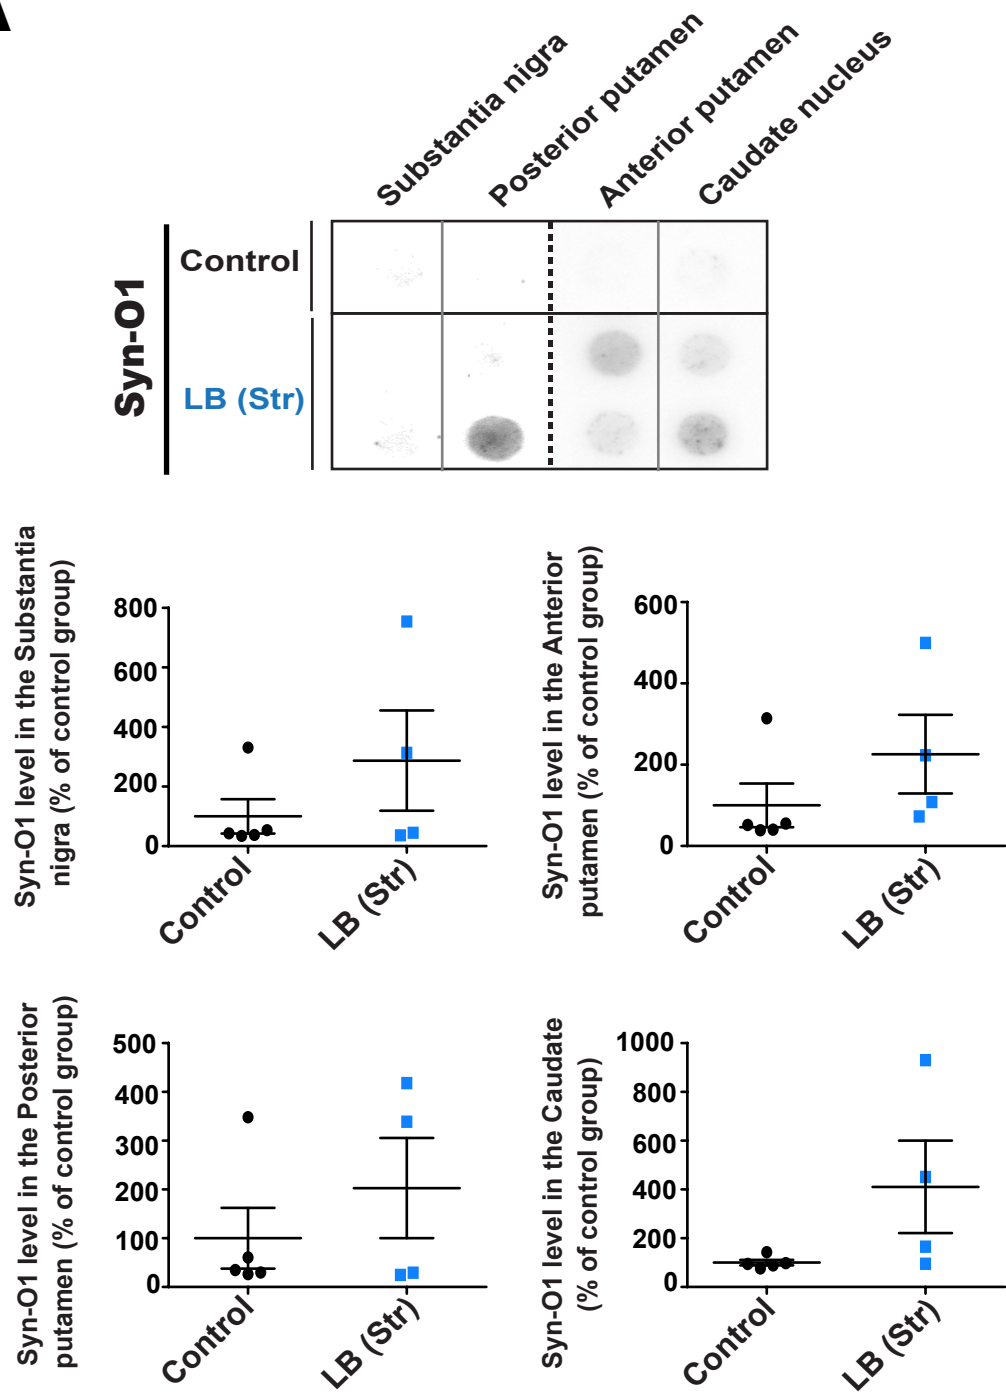 A
Substantia nigra
Posterior putamen
Anterior putamen
Caudate nucleus
Syn-O1
Control
LB (Str)
Syn-O1 level in the Substantia
nigra (% of control group)
800
600
400
200
0
Control
LB (Str)
Syn-O1 level in the Anterior
putamen (% of control group)
600
400
200
0
Control
LB (Str)
Syn-O1 level in the Posterior
putamen (% of control group)
500
400
300
200
100
0
Control
LB (Str)
Syn-O1 level in the Caudate
(% of control group)
1000
800
600
400
200
0
Control
LB (Str)